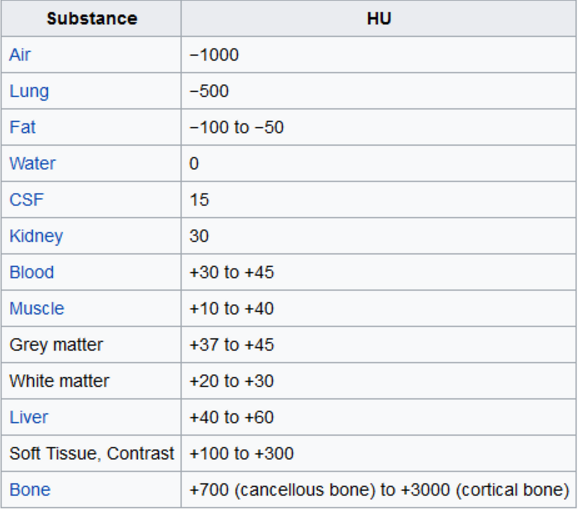 Substance HU
Air −1000
Lung −500
Fat −100 to −50
Water 0
CSF 15
Kidney 30
Blood +30 to +45
Muscle +10 to +40
Grey matter +37 to +45
White matter +20 to +30
Liver +40 to +60
Soft Tissue, Contrast +100 to +300
Bone +700 (cancellous bone) to +3000 (cortical bone)